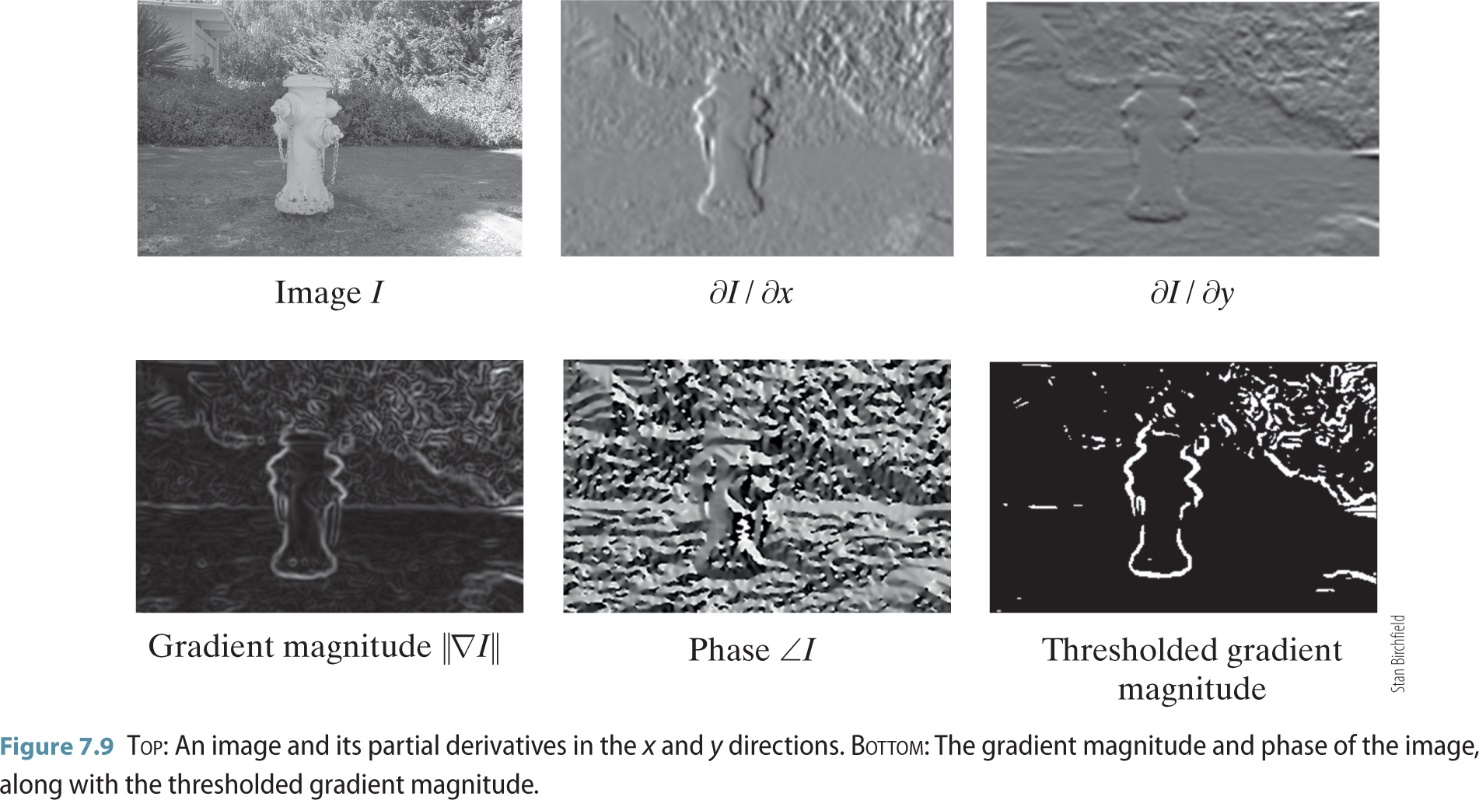 Image I
∂I / ∂x
∂I / ∂y
Gradient magnitude ‖∇I‖
Phase ∠I
Thresholded gradient
magnitude
Stan Birchfield
Figure 7.9 Top: An image and its partial derivatives in the x and y directions. Bottom: The gradient magnitude and phase of the image,
along with the thresholded gradient magnitude.